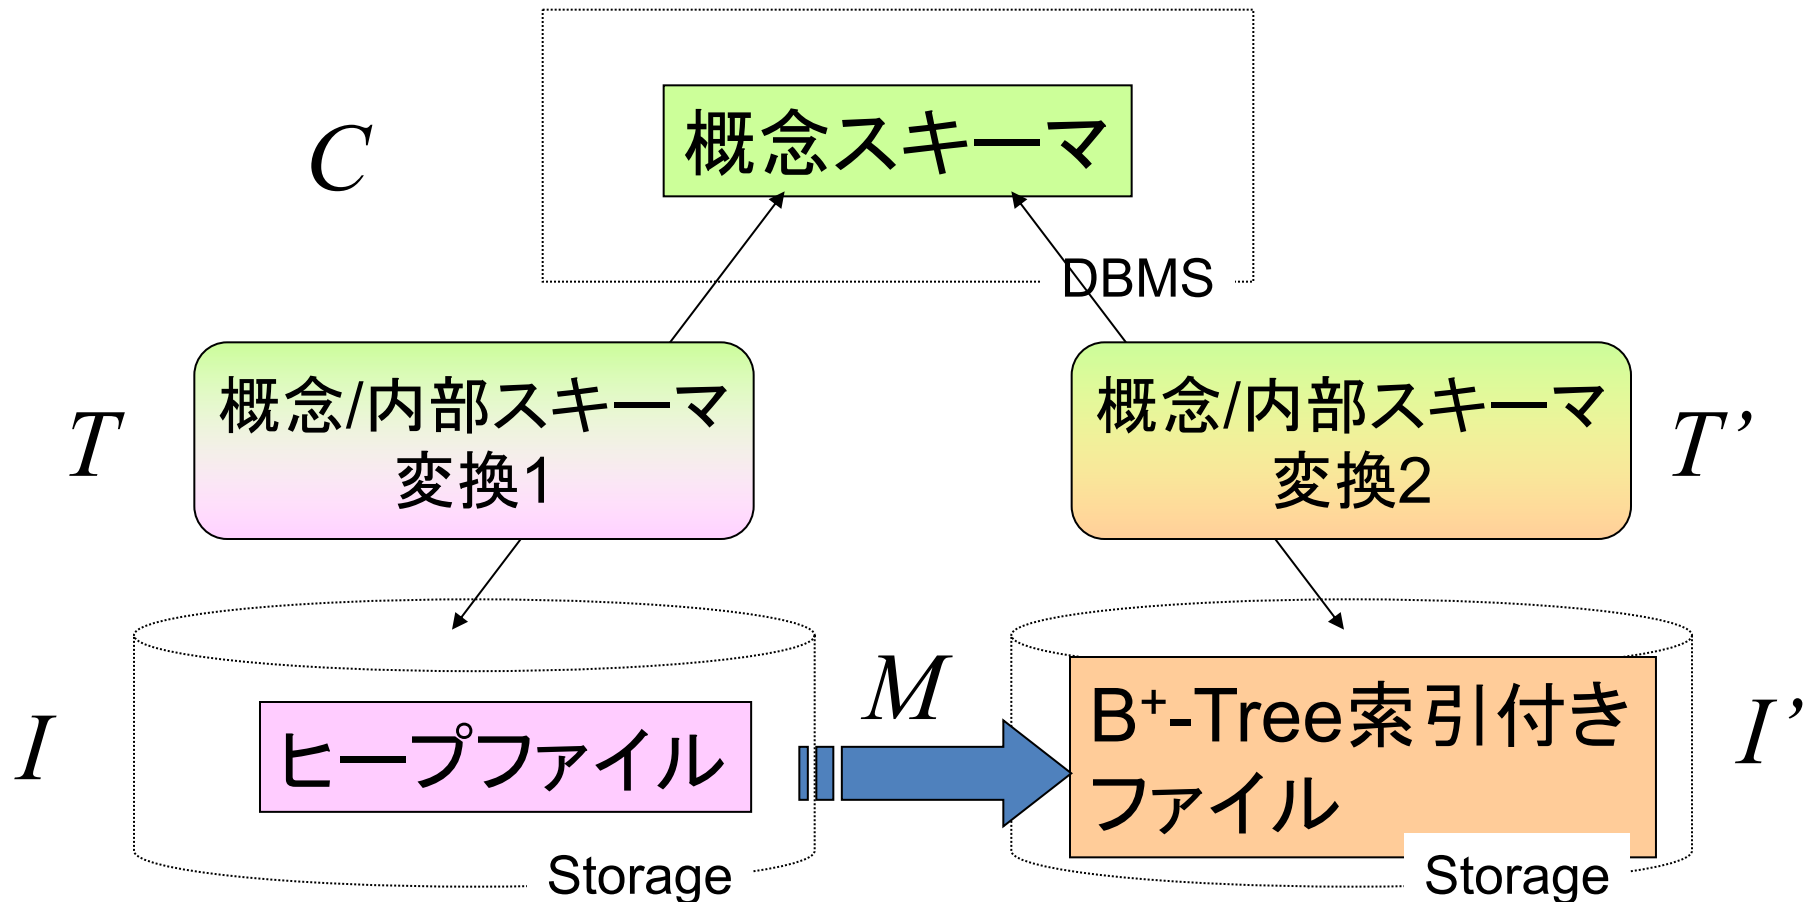 C
概念スキーマ
DBMS
T
概念/内部スキーマ
変換1
概念/内部スキーマ
変換2
T’
I
ヒープファイル
Storage
M
B⁺-Tree索引付き
ファイル
Storage
I’